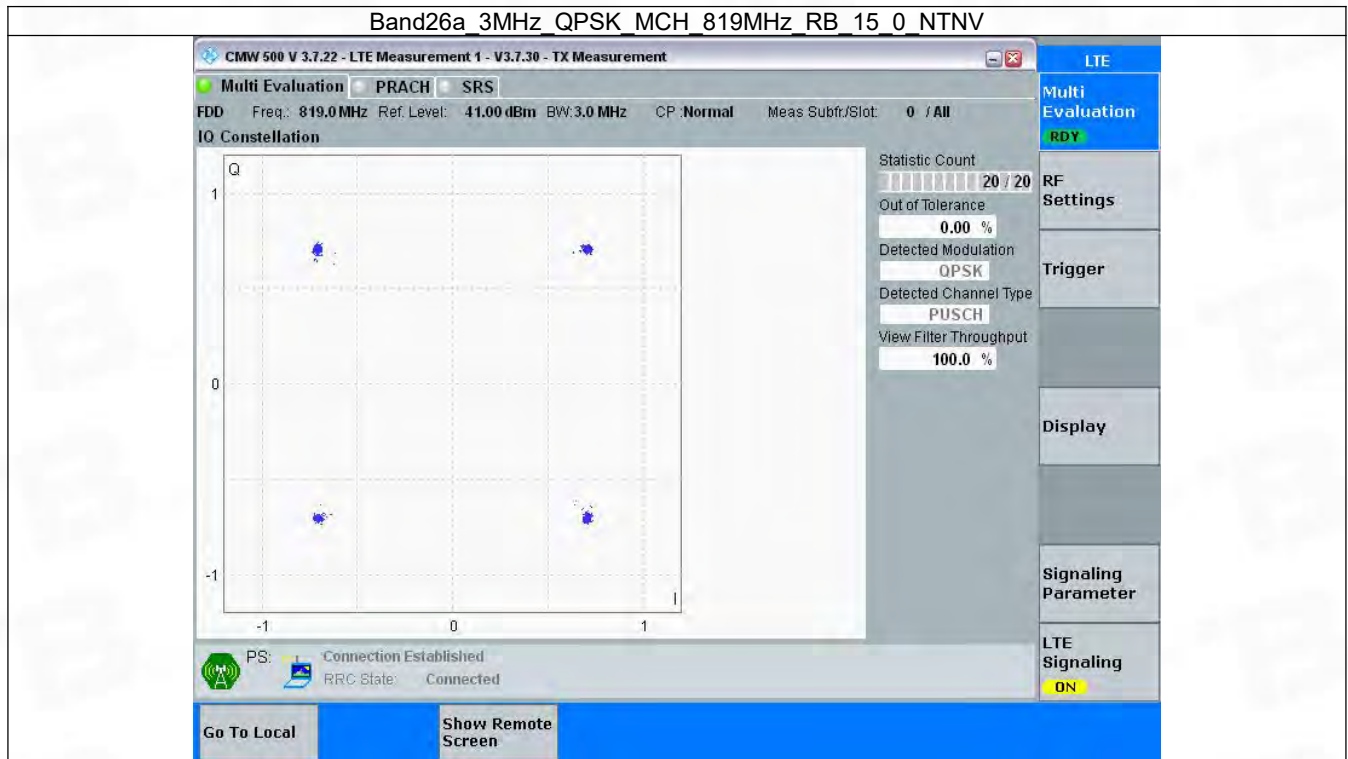 Band26a_3MHz_QPSK_MCH_819MHz_RB_15_0_NTNV
CMW 500 V 3.7.22 - LTE Measurement 1 - V3.7.30 - TX Measurement
LTE
Multi Evaluation PRACH SRS
FDD Freq.: 819.0 MHz Ref. Level: 41.00 dBm BW: 3.0 MHz CP :Normal Meas Subfr./Slot: 0 / All
IQ Constellation
Q
1
0
-1
I
-1 0 1
Statistic Count
20 / 20
Out of Tolerance
0.00 %
Detected Modulation
QPSK
Detected Channel Type
PUSCH
View Filter Throughput
100.0 %
Multi
Evaluation
RDY
RF
Settings
Trigger
Display
Signaling
Parameter
LTE
Signaling
ON
PS: Connection Established
RRC State: Connected
Go To Local
Show Remote
Screen